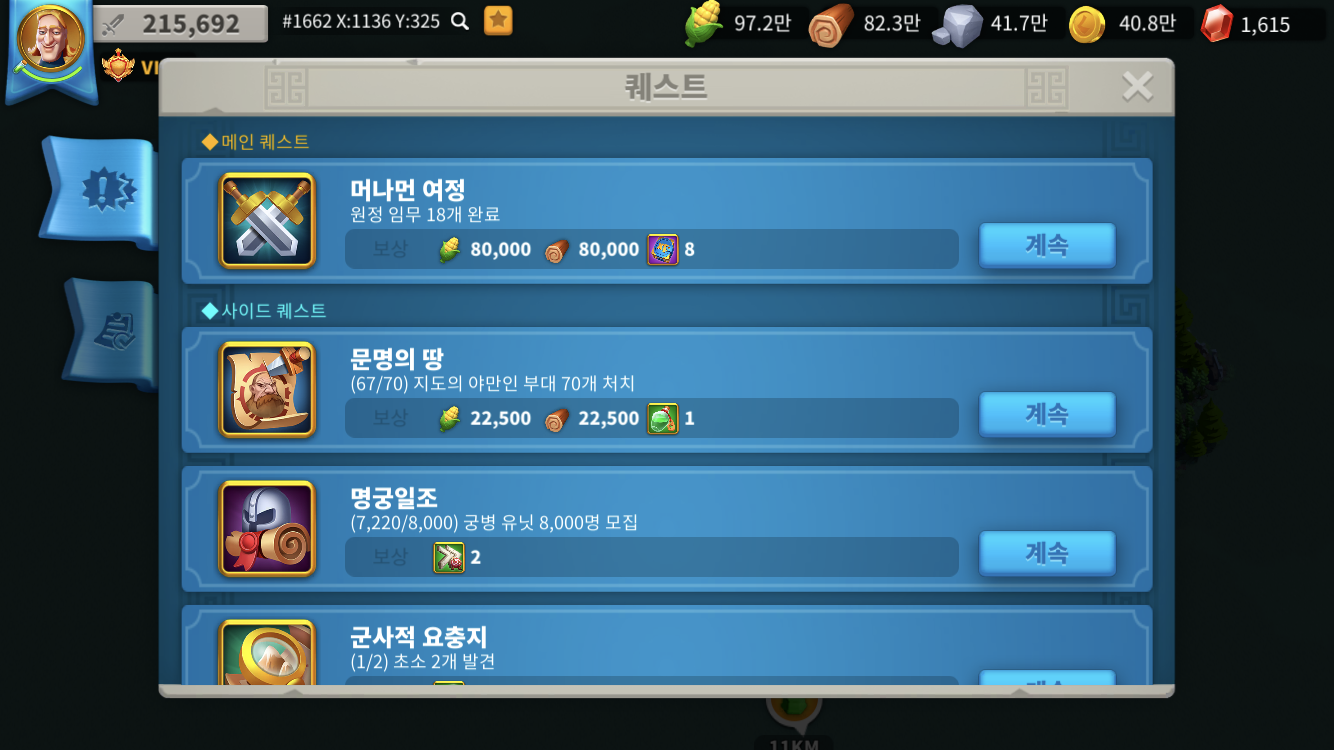 215,692
#1662 X:1136 Y:325
97.2만
82.3만
41.7만
40.8만
1,615
VI
퀘스트
메인 퀘스트
머나먼 여정
원정 임무 18개 완료
보상 80,000 80,000 8
계속
사이드 퀘스트
문명의 땅
(67/70) 지도의 야만인 부대 70개 처치
보상 22,500 22,500 1
계속
명궁일조
(7,220/8,000) 궁병 유닛 8,000명 모집
보상 2
계속
군사적 요충지
(1/2) 초소 2개 발견
11KM